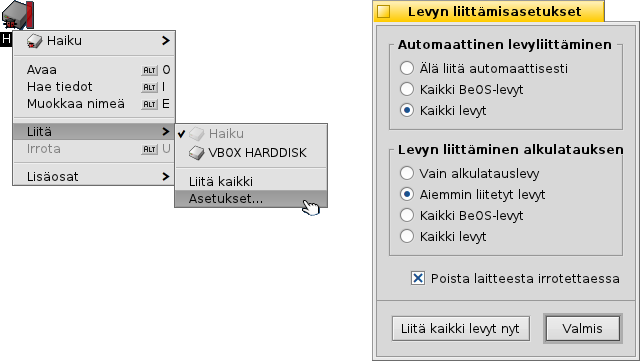 H
Haiku
Avaa ALT O
Hae tiedot ALT I
Muokkaa nimeä ALT E
Liitä
Irrota ALT U
Lisäosat
Haiku
VBOX HARDDISK
Liitä kaikki
Asetukset...
Levyn liittämisasetukset
Automaattinen levyliittäminen
Älä liitä automaattisesti
Kaikki BeOS-levyt
Kaikki levyt
Levyn liittäminen alkulatauksen
Vain alkulatauslevy
Aiemmin liitetyt levyt
Kaikki BeOS-levyt
Kaikki levyt
Poista laitteesta irrotettaessa
Liitä kaikki levyt nyt
Valmis